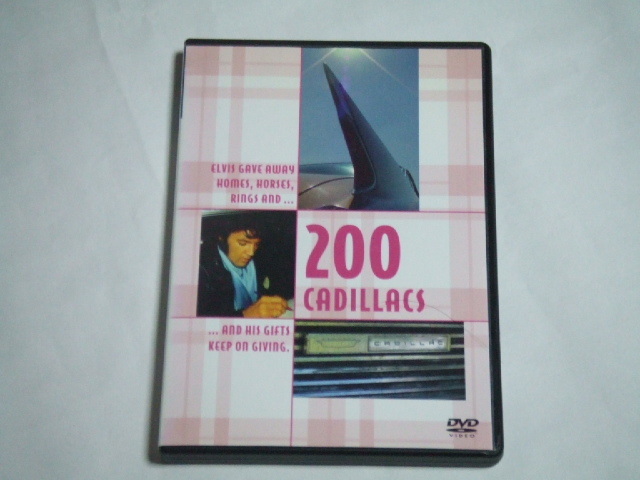 ELVIS GAVE AWAY
HOMES, HORSES,
RINGS AND ...
200
CADILLACS
... AND HIS GIFTS
KEEP ON GIVING.
CADILLAC
DVD
VIDEO